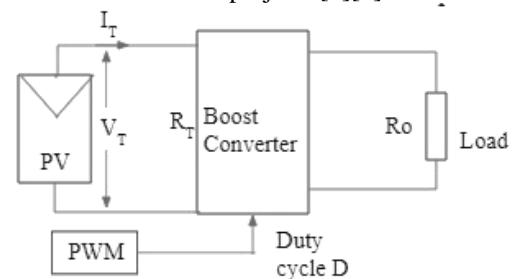 I_T
V_T
PV
R_T
Boost
Converter
Ro
Load
PWM
Duty
cycle D